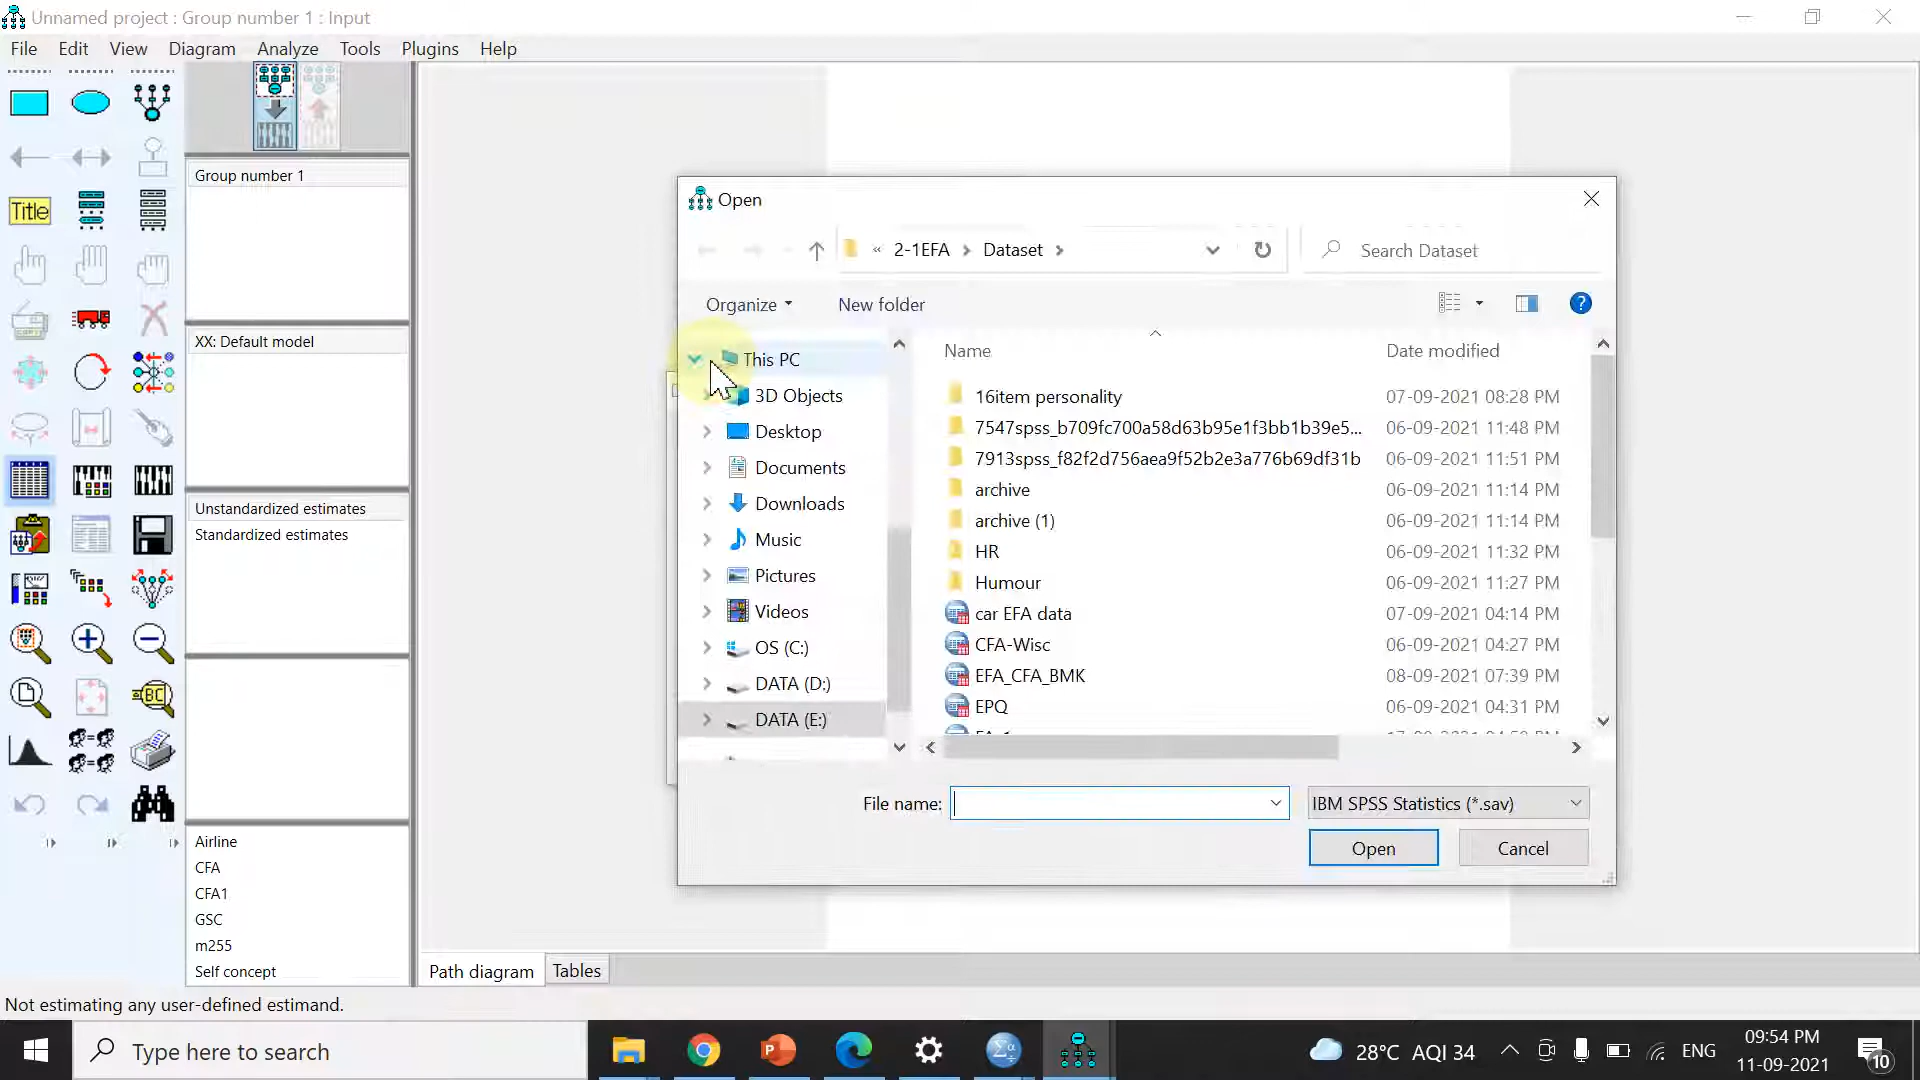 Unnamed project : Group number 1 : Input
File Edit View Diagram Analyze Tools Plugins Help
Title
Group number 1
XX: Default model
Unstandardized estimates
Standardized estimates
Airline
CFA
CFA1
GSC
m255
Self concept
Open
« 2-1EFA > Dataset >
Search Dataset
Organize
New folder
This PC
3D Objects
Desktop
Documents
Downloads
Music
Pictures
Videos
OS (C:)
DATA (D:)
DATA (E:)
Name Date modified
16item personality 07-09-2021 08:28 PM
7547spss_b709fc700a58d63b95e1f3bb1b39e5... 06-09-2021 11:48 PM
7913spss_f82f2d756aea9f52b2e3a776b69df31b 06-09-2021 11:51 PM
archive 06-09-2021 11:14 PM
archive (1) 06-09-2021 11:14 PM
HR 06-09-2021 11:32 PM
Humour 06-09-2021 11:27 PM
car EFA data 07-09-2021 04:14 PM
CFA-Wisc 06-09-2021 04:27 PM
EFA_CFA_BMK 08-09-2021 07:39 PM
EPQ 06-09-2021 04:31 PM
File name:
IBM SPSS Statistics (*.sav)
Open Cancel
Path diagram Tables
Not estimating any user-defined estimand.
Type here to search
28°C AQI 34
ENG
09:54 PM
11-09-2021
10